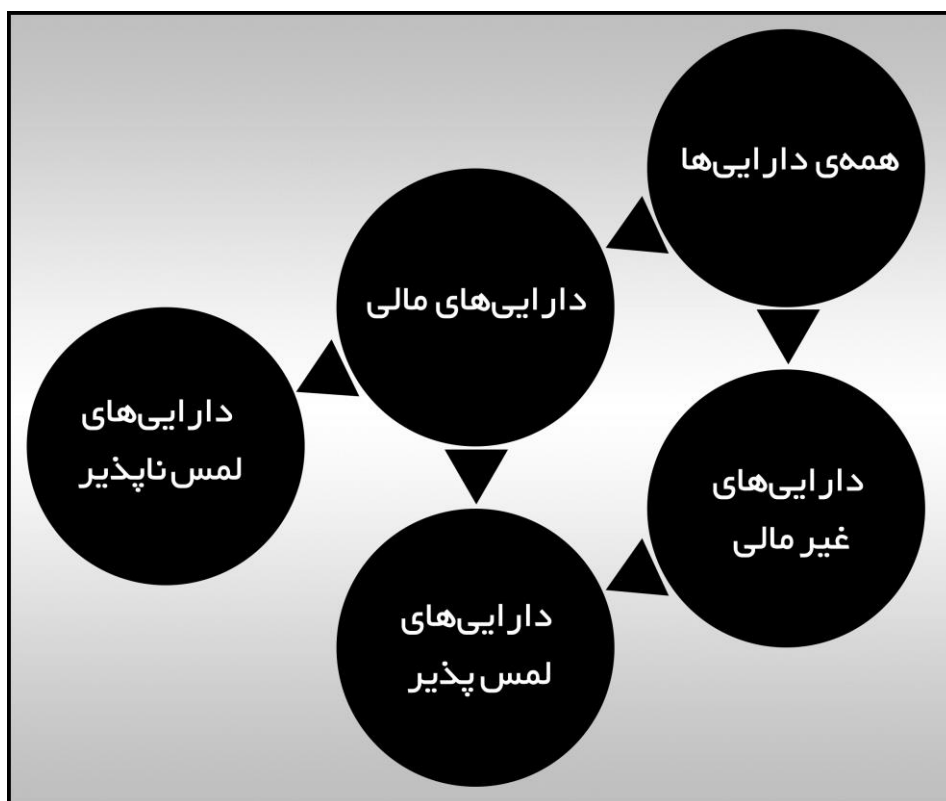 همه‌ی دارایی‌ها
دارایی‌های مالی
دارایی‌های
لمس ناپذیر
دارایی‌های
غیر مالی
دارایی‌های
لمس پذیر